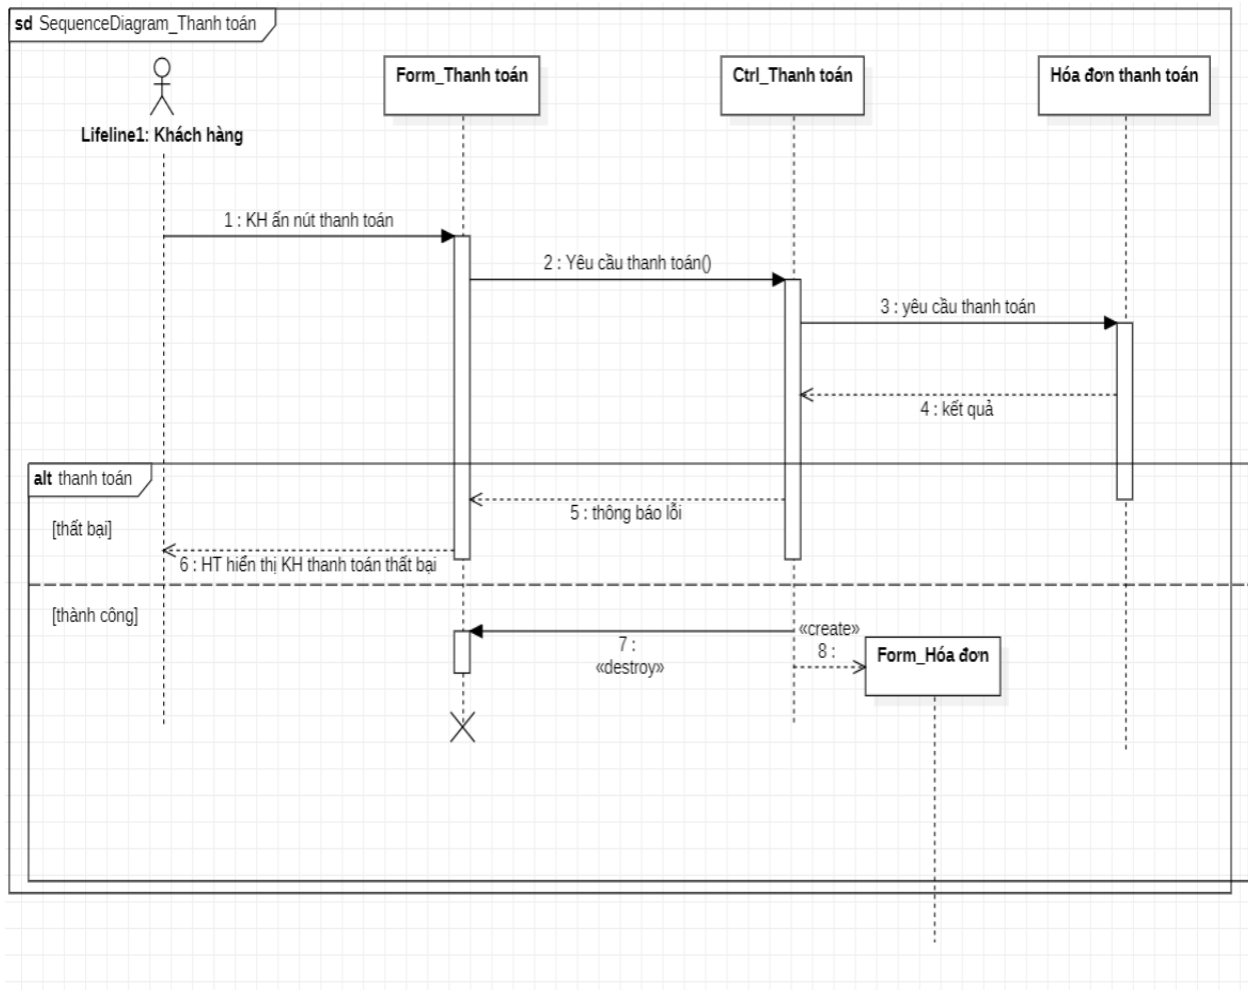 sd SequenceDiagram_Thanh toán
Form_Thanh toán
Ctrl_Thanh toán
Hóa đơn thanh toán
Lifeline1: Khách hàng
1 : KH ấn nút thanh toán
2 : Yêu cầu thanh toán()
3 : yêu cầu thanh toán
4 : kết quả
alt thanh toán
5 : thông báo lỗi
[thất bại]
6 : HT hiển thị KH thanh toán thất bại
[thành công]
7 :
«destroy»
«create»
8 :
Form_Hóa đơn